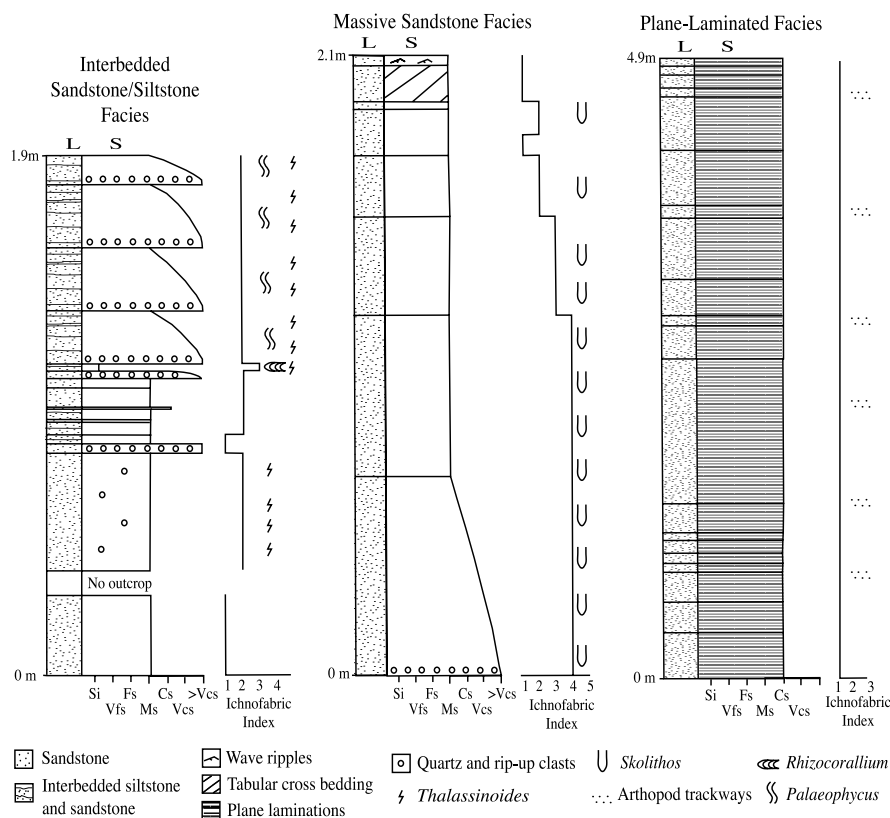 Massive Sandstone Facies
Plane-Laminated Facies
Interbedded
Sandstone/Siltstone
Facies
L S
L S
L S
2.1m
4.9m
1.9m
No outcrop
0 m
0 m
0 m
Si Fs Cs >Vcs
Vfs Ms Vcs
1 2 3 4
Ichnofabric
Index
Si Fs Cs >Vcs
Vfs Ms Vcs
1 2 3 4 5
Ichnofabric
Index
Si Fs Cs
Vfs Ms Vcs
1 2 3
Ichnofabric
Index
Sandstone
Interbedded siltstone
and sandstone
Wave ripples
Tabular cross bedding
Plane laminations
Quartz and rip-up clasts
Thalassinoides
Skolithos
Arthopod trackways
Rhizocorallium
Palaeophycus